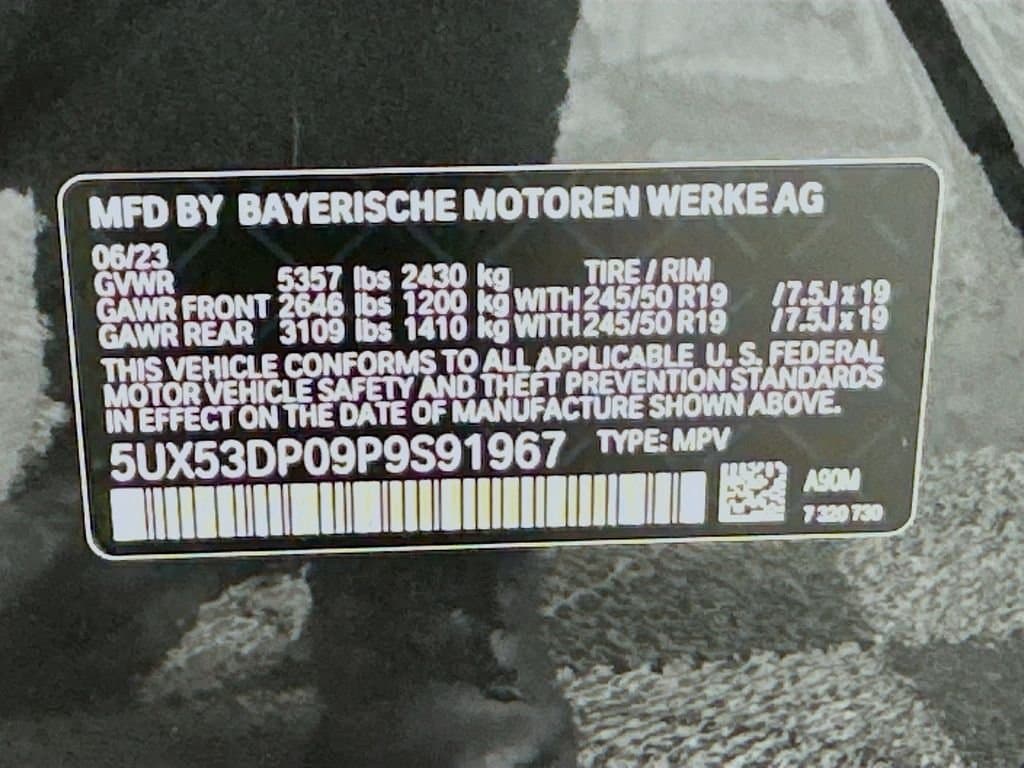 MFD BY BAYERISCHE MOTOREN WERKE AG
06/23
GVWR 5357 lbs 2430 kg TIRE / RIM
GAWR FRONT 2646 lbs 1200 kg WITH 245/50 R19 /7.5J x 19
GAWR REAR 3109 lbs 1410 kg WITH 245/50 R19 /7.5J x 19
THIS VEHICLE CONFORMS TO ALL APPLICABLE U. S. FEDERAL
MOTOR VEHICLE SAFETY AND THEFT PREVENTION STANDARDS
IN EFFECT ON THE DATE OF MANUFACTURE SHOWN ABOVE.
5UX53DP09P9S91967 TYPE: MPV
A90M
7 320 730